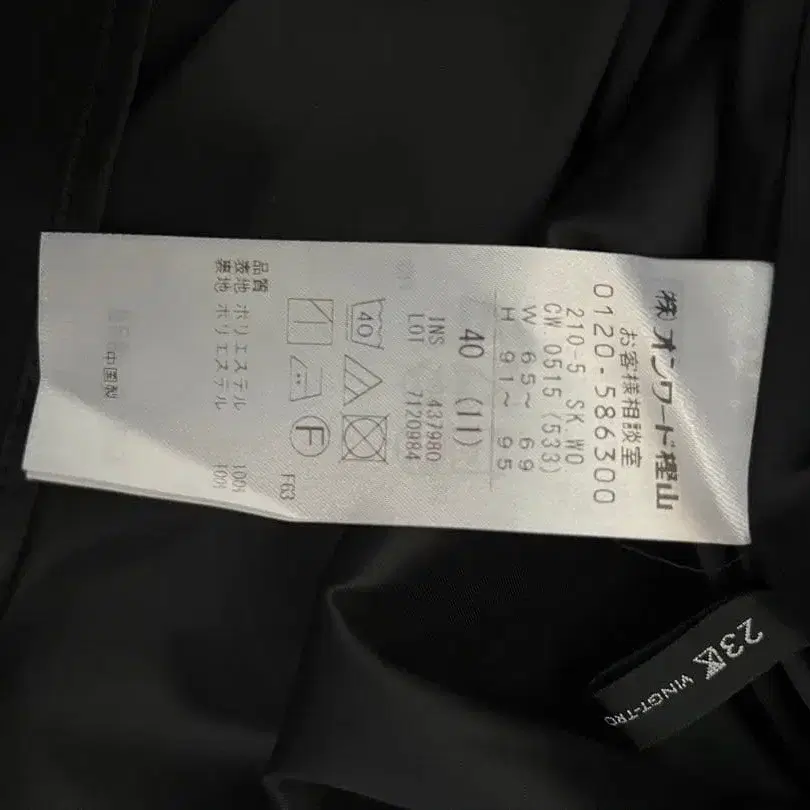 ㈱オンワード樫山
お客様相談室
0120-586300
210-5 SK.WO
CW 0515 (533)
W 65～ 69
H 91～ 95
40 (11)
INS 437980
LOT 7120984
40
F
F63
品質
表地 ポリエステル 100%
裏地 ポリエステル 100%
中国製
23区 VINGT-TRO